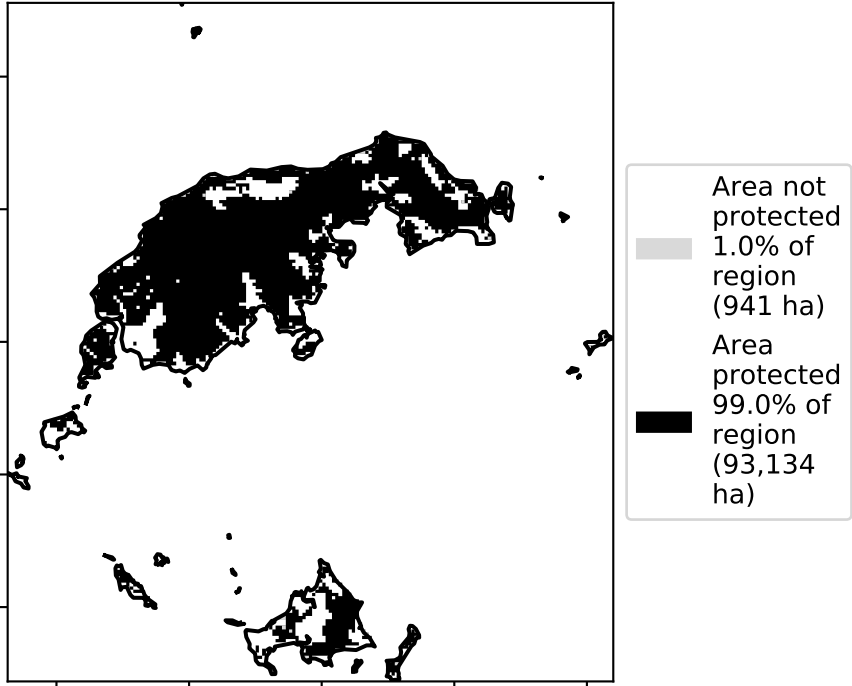 Area not
protected
1.0% of
region
(941 ha)
Area
protected
99.0% of
region
(93,134
ha)